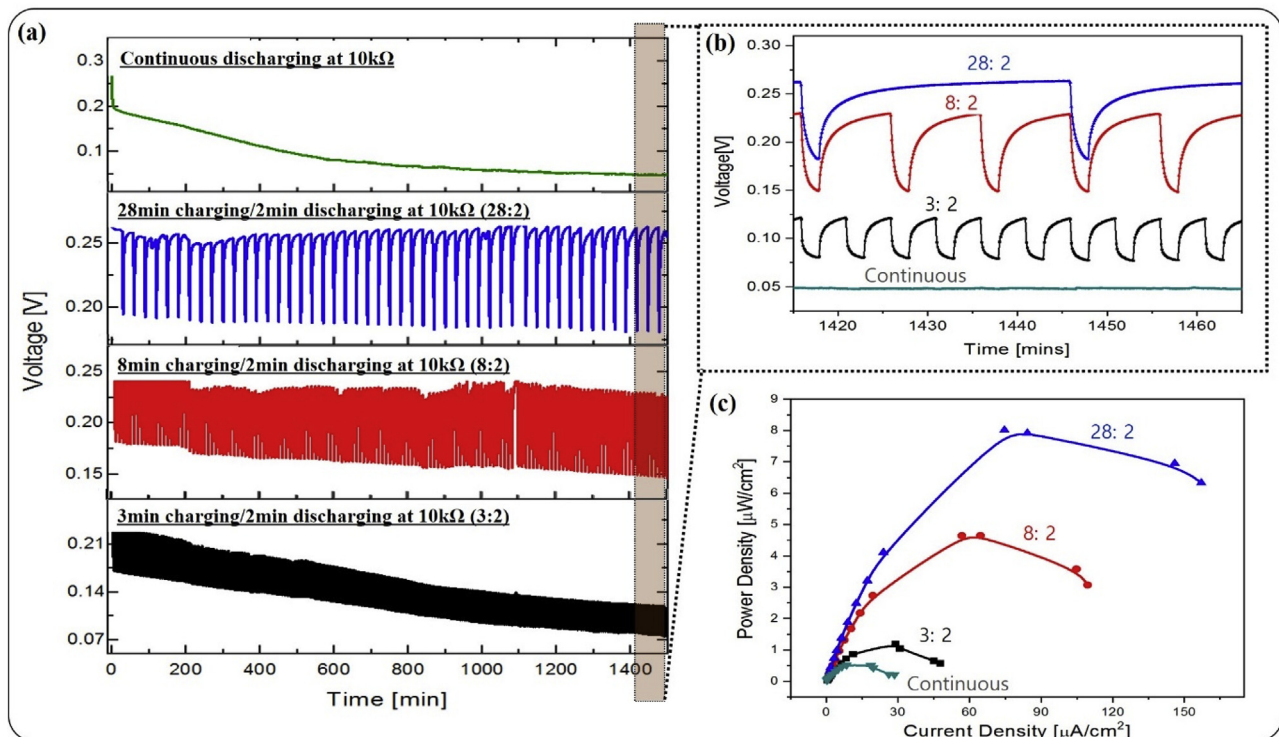 (a)
Continuous discharging at 10kΩ
0.3
0.2
0.1
28min charging/2min discharging at 10kΩ (28:2)
0.25
0.20
8min charging/2min discharging at 10kΩ (8:2)
0.25
0.20
0.15
3min charging/2min discharging at 10kΩ (3:2)
0.21
0.14
0.07
Voltage [V]
0 200 400 600 800 1000 1200 1400
Time [min]
(b)
0.30
0.25
0.20
0.15
0.10
0.05
Voltage[V]
28: 2
8: 2
3: 2
Continuous
1420 1430 1440 1450 1460
Time [mins]
(c)
9
8
7
6
5
4
3
2
1
0
Power Density [μW/cm²]
28: 2
8: 2
3: 2
Continuous
0 30 60 90 120 150
Current Density [μA/cm²]